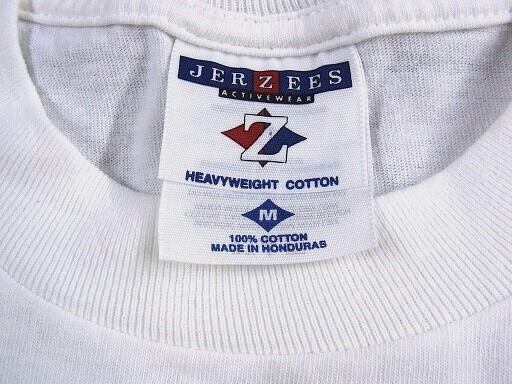 JERZEES
ACTIVEWEAR
Z
HEAVYWEIGHT COTTON
M
100% COTTON
MADE IN HONDURAS